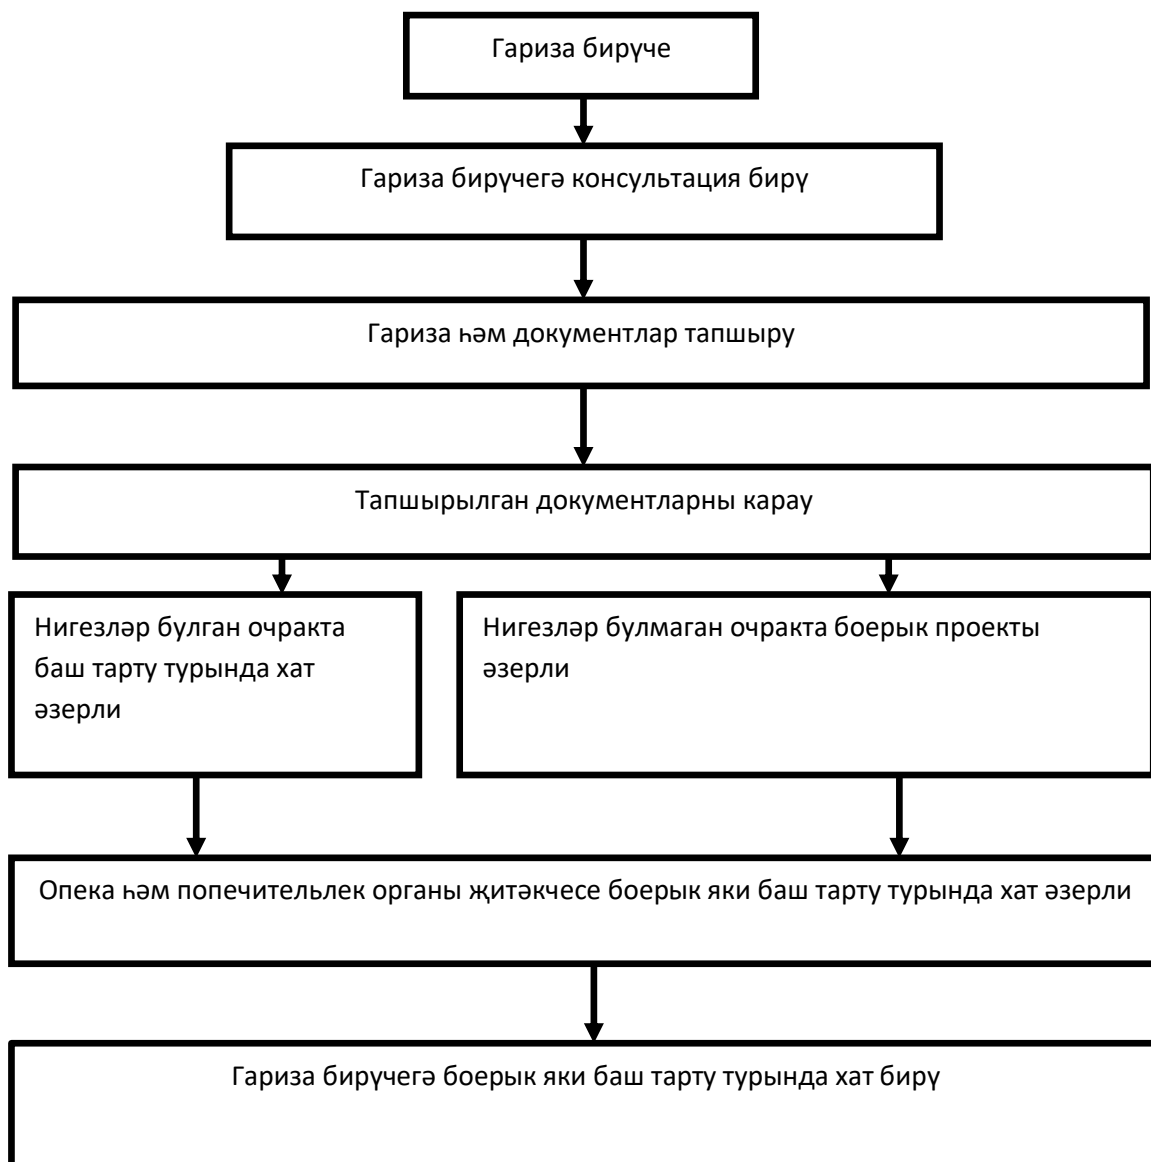 Гариза бирүче
Гариза бирүчегә консультация бирү
Гариза һәм документлар тапшыру
Тапшырылган документларны карау
Нигезләр булган очракта
баш тарту турында хат
әзерли
Нигезләр булмаган очракта боерык проекты
әзерли
Опека һәм попечительлек органы җитәкчесе боерык яки баш тарту турында хат әзерли
Гариза бирүчегә боерык яки баш тарту турында хат бирү